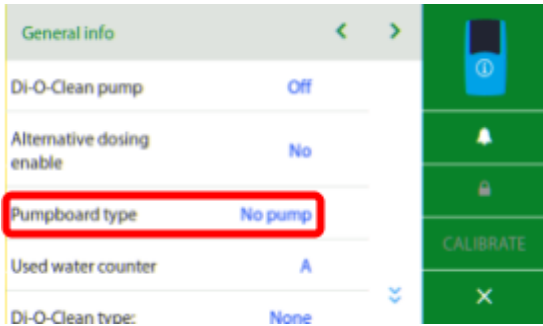 General info
Di-O-Clean pump Off
Alternative dosing
enable No
Pumpboard type No pump
CALIBRATE
Used water counter A
Di-O-Clean type: None